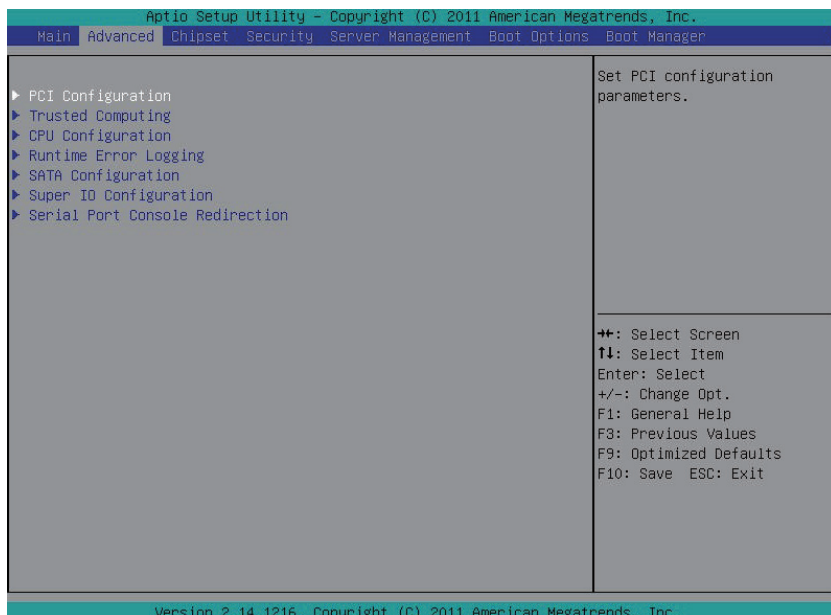 Aptio Setup Utility – Copyright (C) 2011 American Megatrends, Inc.
Main Advanced Chipset Security Server Management Boot Options Boot Manager
PCI Configuration
Trusted Computing
CPU Configuration
Runtime Error Logging
SATA Configuration
Super IO Configuration
Serial Port Console Redirection
Set PCI configuration
parameters.
→←: Select Screen
↑↓: Select Item
Enter: Select
+/-: Change Opt.
F1: General Help
F3: Previous Values
F9: Optimized Defaults
F10: Save ESC: Exit
Version 2.14.1216. Copyright (C) 2011 American Megatrends, Inc.